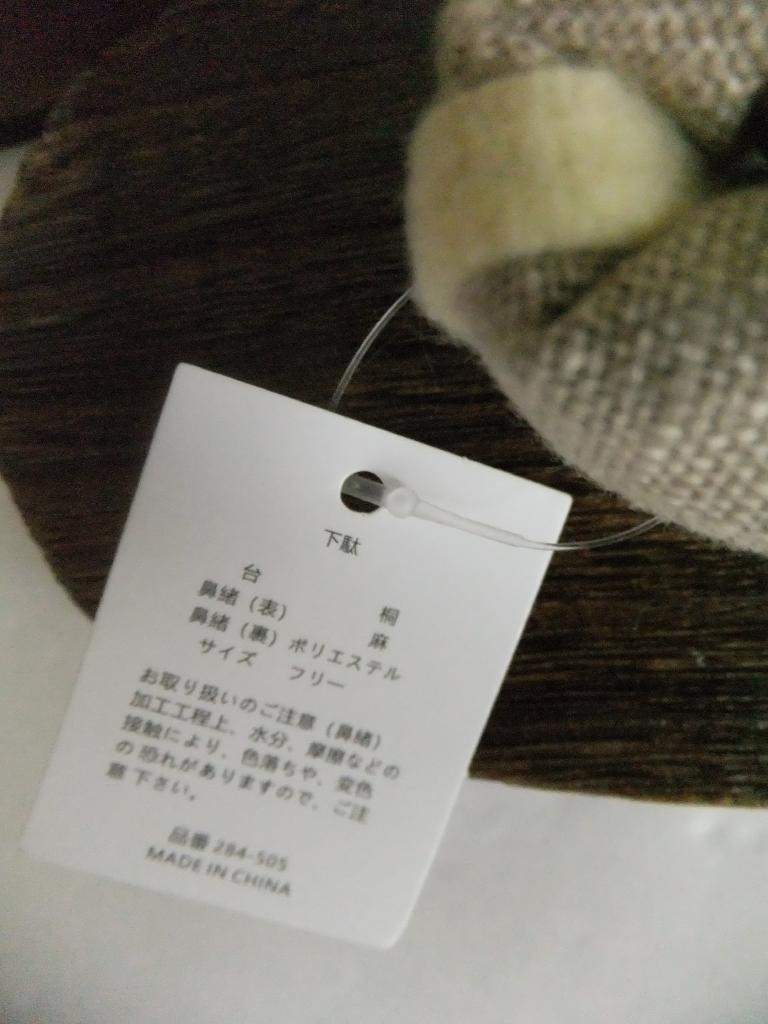 下駄
台 桐
鼻緒（表） 麻
鼻緒（裏）ポリエステル
サイズ フリー
お取り扱いのご注意（鼻緒）
加工工程上、水分、摩擦などの
接触により、色落ちや、変色
の恐れがありますので、ご注
意下さい。
品番 284-505
MADE IN CHINA